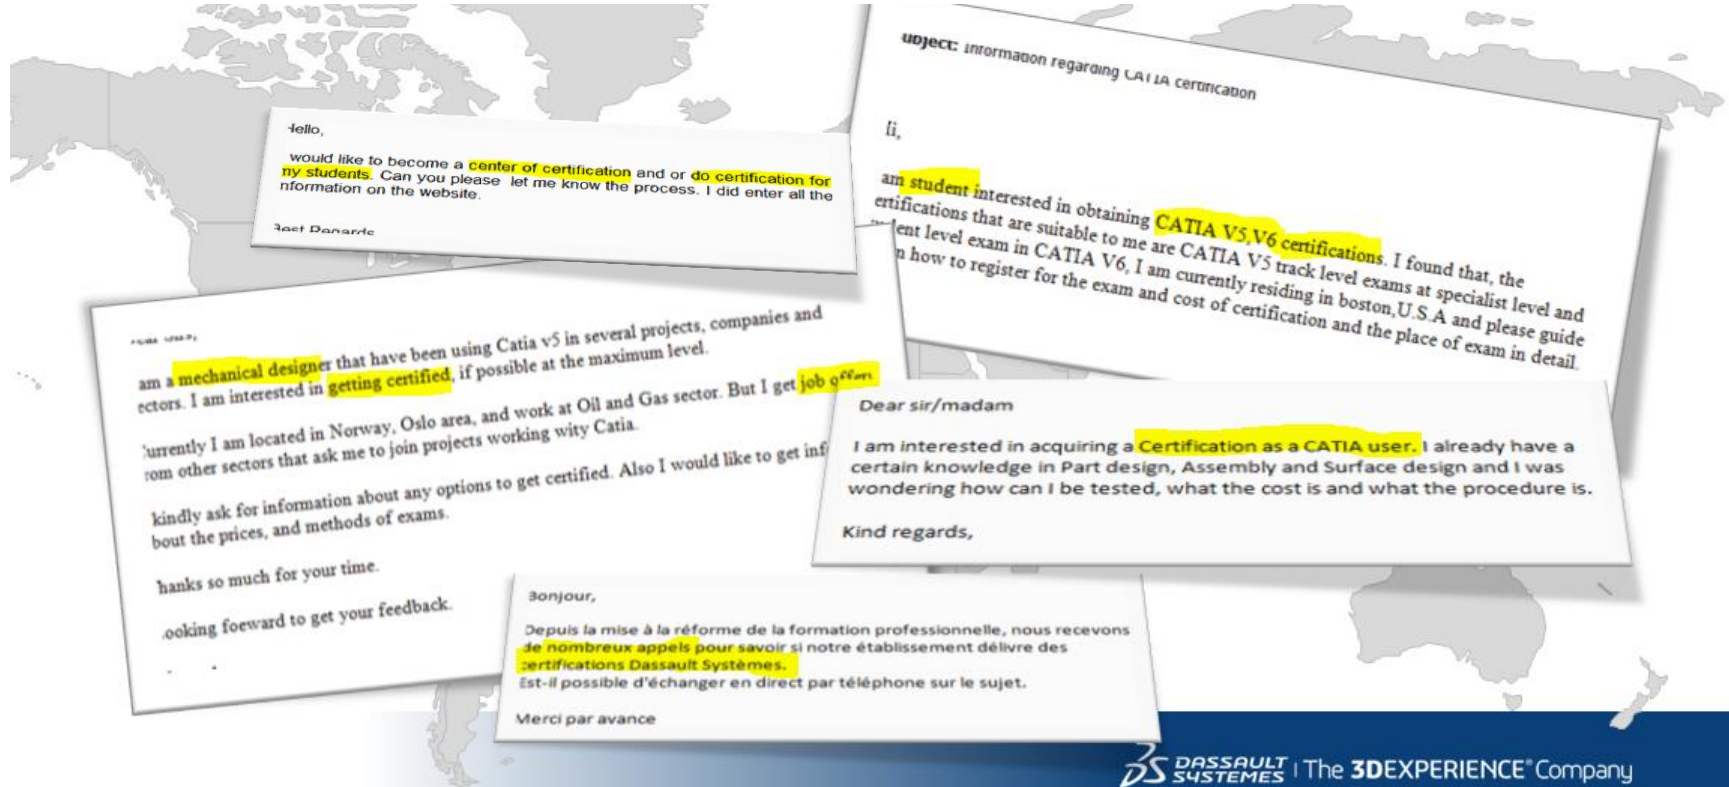 Hello,
would like to become a center of certification and or do certification for
my students. Can you please let me know the process. I did enter all the
nformation on the website.
Best Regards
ubject: Information regarding CATIA certification
li,
am student interested in obtaining CATIA V5,V6 certifications. I found that, the
ertifications that are suitable to me are CATIA V5 track level exams at specialist level and
dent level exam in CATIA V6, I am currently residing in boston,U.S.A and please guide
n how to register for the exam and cost of certification and the place of exam in detail.
am a mechanical designer that have been using Catia v5 in several projects, companies and
ectors. I am interested in getting certified, if possible at the maximum level.
urrently I am located in Norway, Oslo area, and work at Oil and Gas sector. But I get job offers
rom other sectors that ask me to join projects working wity Catia.
kindly ask for information about any options to get certified. Also I would like to get inf
bout the prices, and methods of exams.
hanks so much for your time.
ooking foeward to get your feedback.
Dear sir/madam
I am interested in acquiring a Certification as a CATIA user. I already have a
certain knowledge in Part design, Assembly and Surface design and I was
wondering how can I be tested, what the cost is and what the procedure is.
Kind regards,
Bonjour,
Depuis la mise à la réforme de la formation professionnelle, nous recevons
de nombreux appels pour savoir si notre établissement délivre des
certifications Dassault Systèmes.
Est-il possible d'échanger en direct par téléphone sur le sujet.
Merci par avance
DASSAULT SYSTEMES | The 3DEXPERIENCE® Company